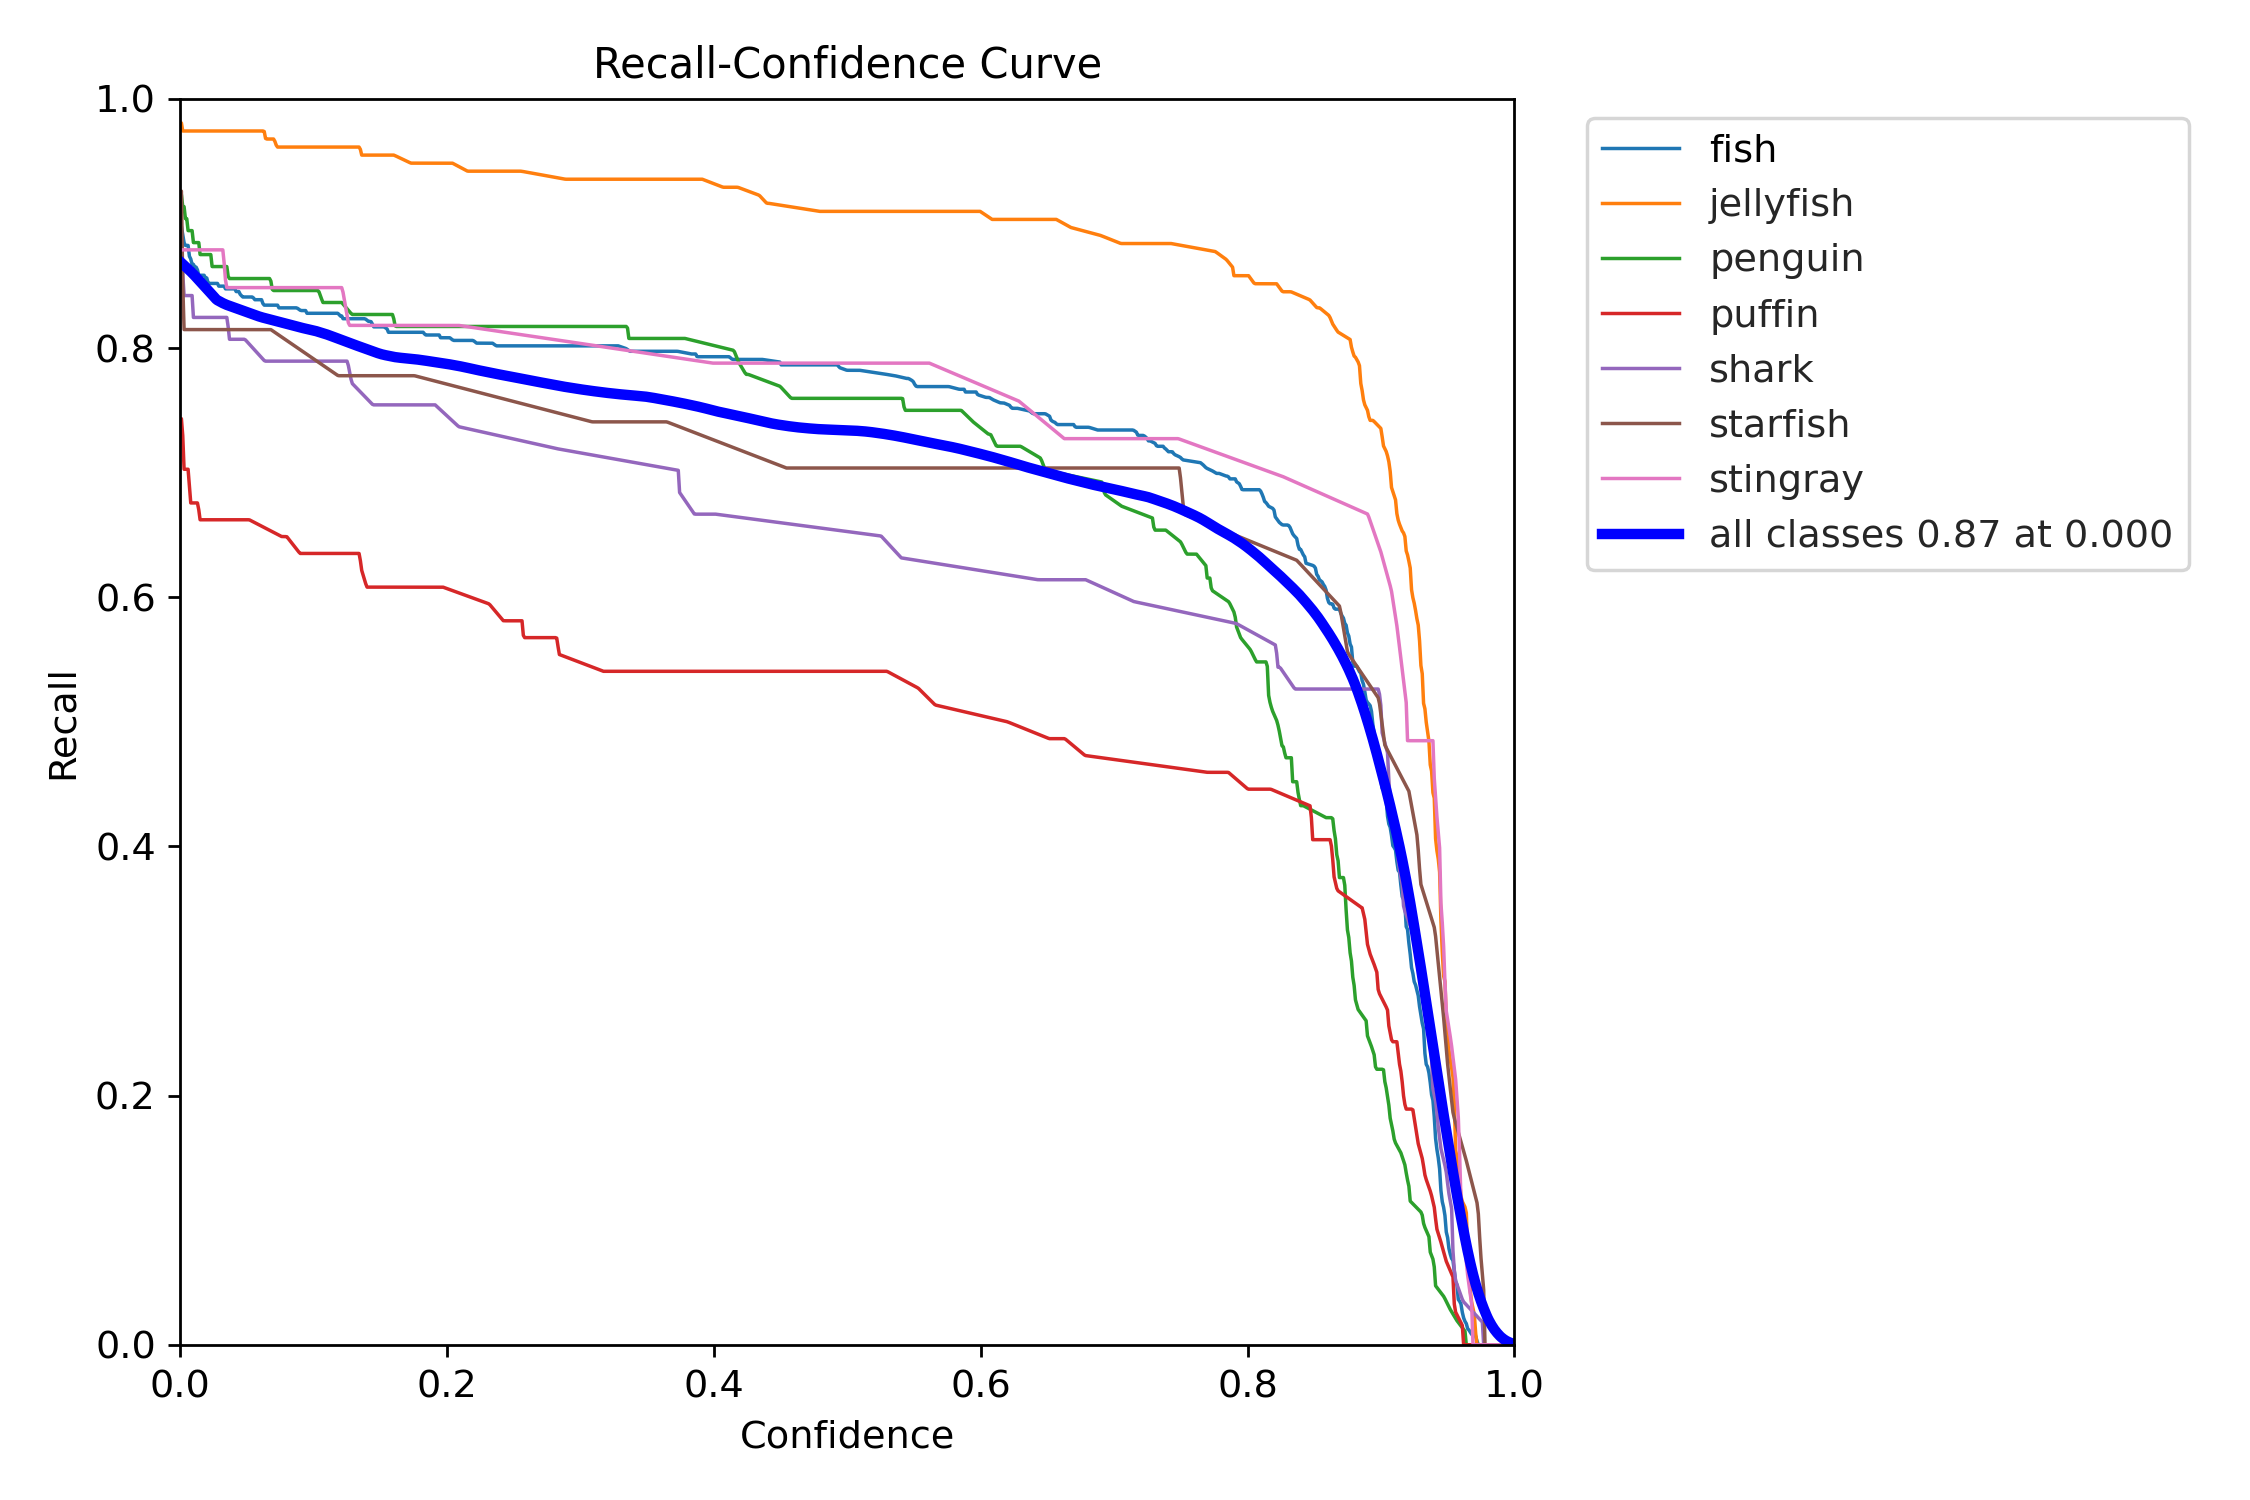 Recall-Confidence Curve
1.0
0.8
0.6
0.4
0.2
0.0
Recall
0.0 0.2 0.4 0.6 0.8 1.0
Confidence
fish
jellyfish
penguin
puffin
shark
starfish
stingray
all classes 0.87 at 0.000